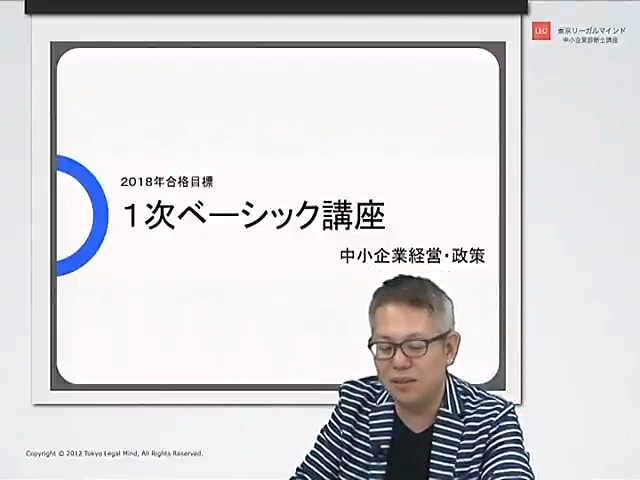 LEC 東京リーガルマインド
中小企業診断士講座
2018年合格目標
1次ベーシック講座
中小企業経営・政策
Copyright © 2012 Tokyo Legal Mind, All Rights Reserved.